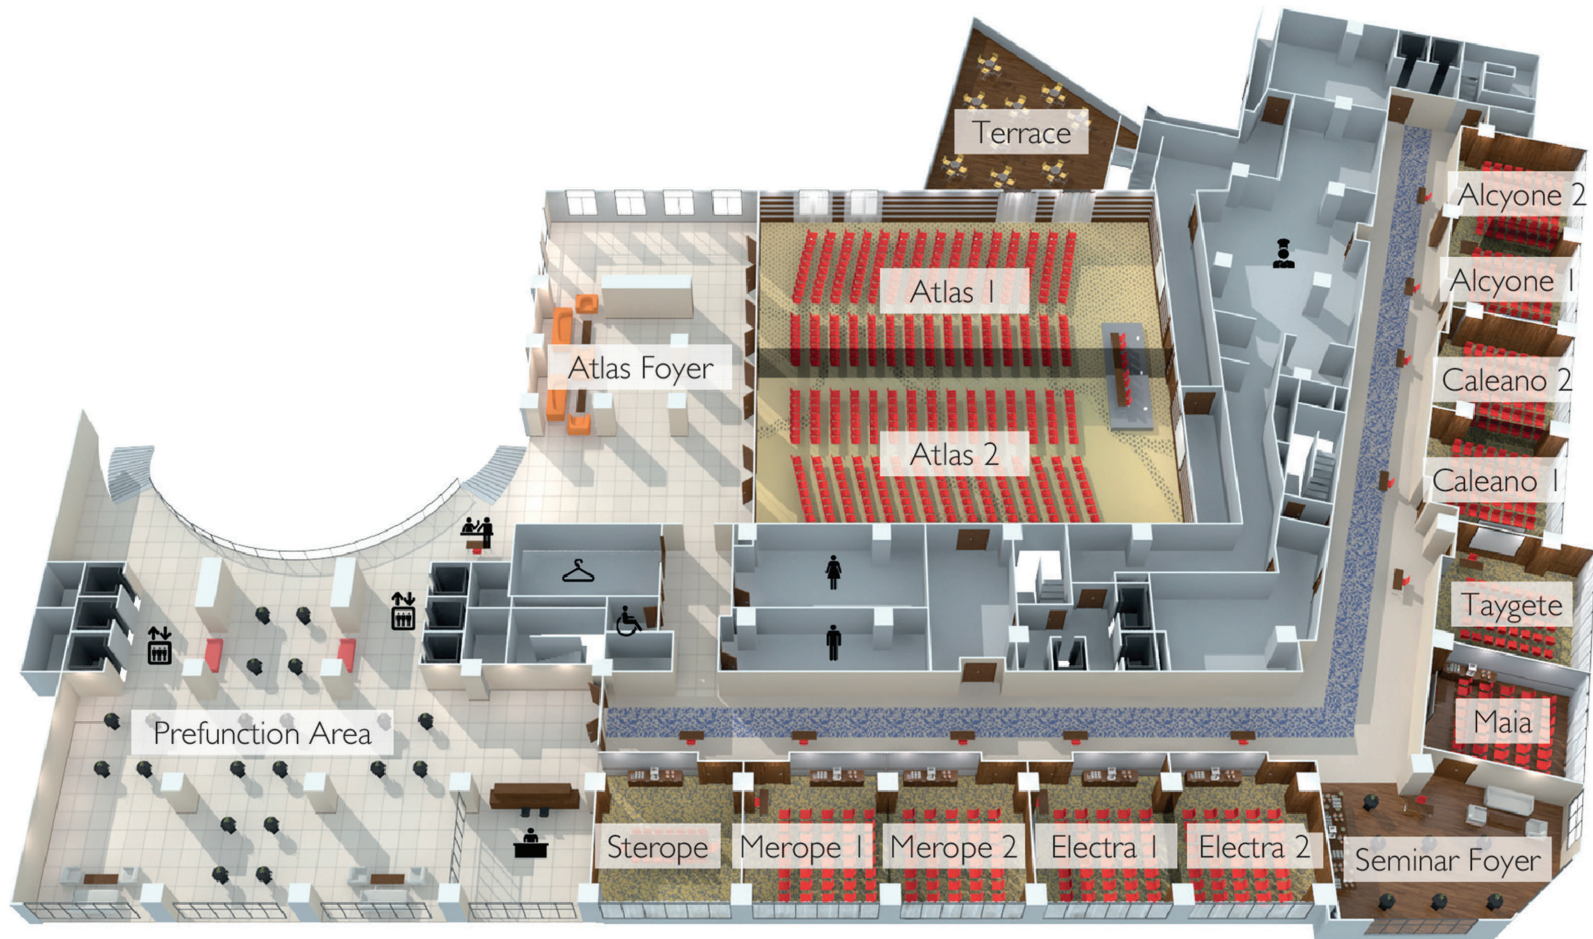 Terrace
Alcyone 2
Atlas 1
Alcyone 1
Atlas Foyer
Caleano 2
Atlas 2
Caleano 1
Taygete
Maia
Prefunction Area
Sterope
Merope 1
Merope 2
Electra 1
Electra 2
Seminar Foyer